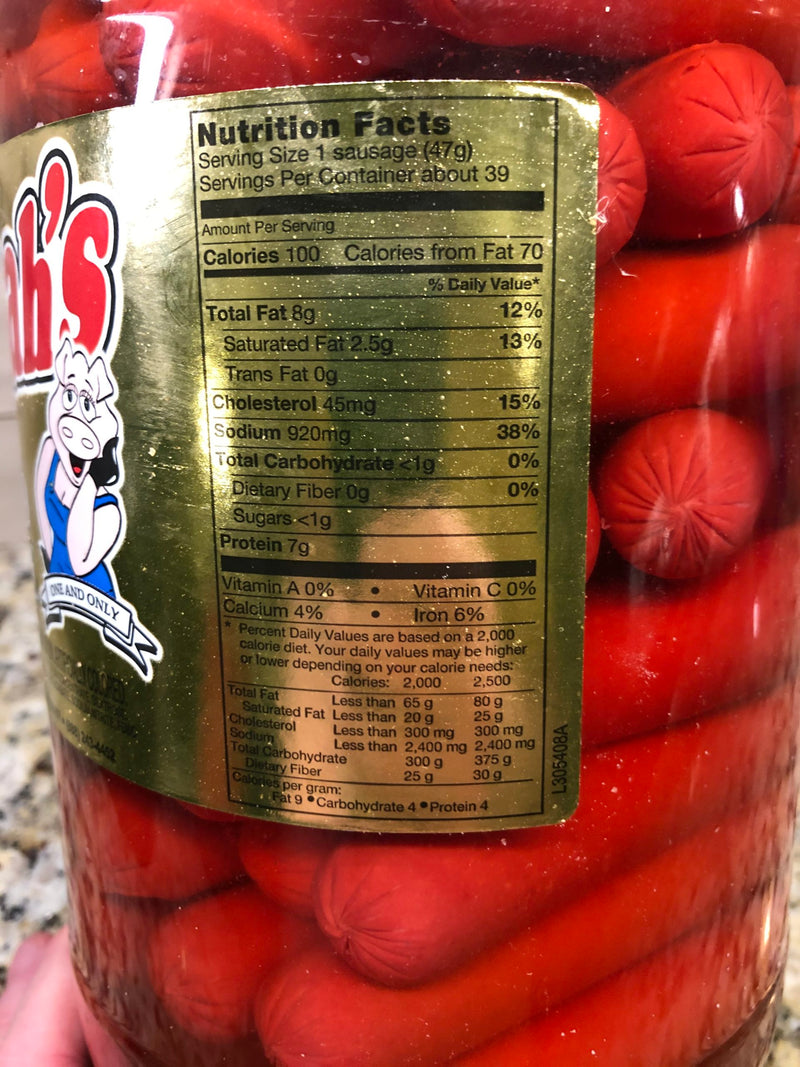 ah's
ONE AND ONLY
Nutrition Facts
Serving Size 1 sausage (47g)
Servings Per Container about 39
Amount Per Serving
Calories 100 Calories from Fat 70
% Daily Value*
Total Fat 8g 12%
Saturated Fat 2.5g 13%
Trans Fat 0g
Cholesterol 45mg 15%
Sodium 920mg 38%
Total Carbohydrate <1g 0%
Dietary Fiber 0g 0%
Sugars <1g
Protein 7g
Vitamin A 0% • Vitamin C 0%
Calcium 4% • Iron 6%
* Percent Daily Values are based on a 2,000
calorie diet. Your daily values may be higher
or lower depending on your calorie needs:
Calories: 2,000 2,500
Total Fat Less than 65 g 80 g
Saturated Fat Less than 20 g 25 g
Cholesterol Less than 300 mg 300 mg
Sodium Less than 2,400 mg 2,400 mg
Total Carbohydrate 300 g 375 g
Dietary Fiber 25 g 30 g
Calories per gram:
Fat 9 • Carbohydrate 4 • Protein 4
L305408A